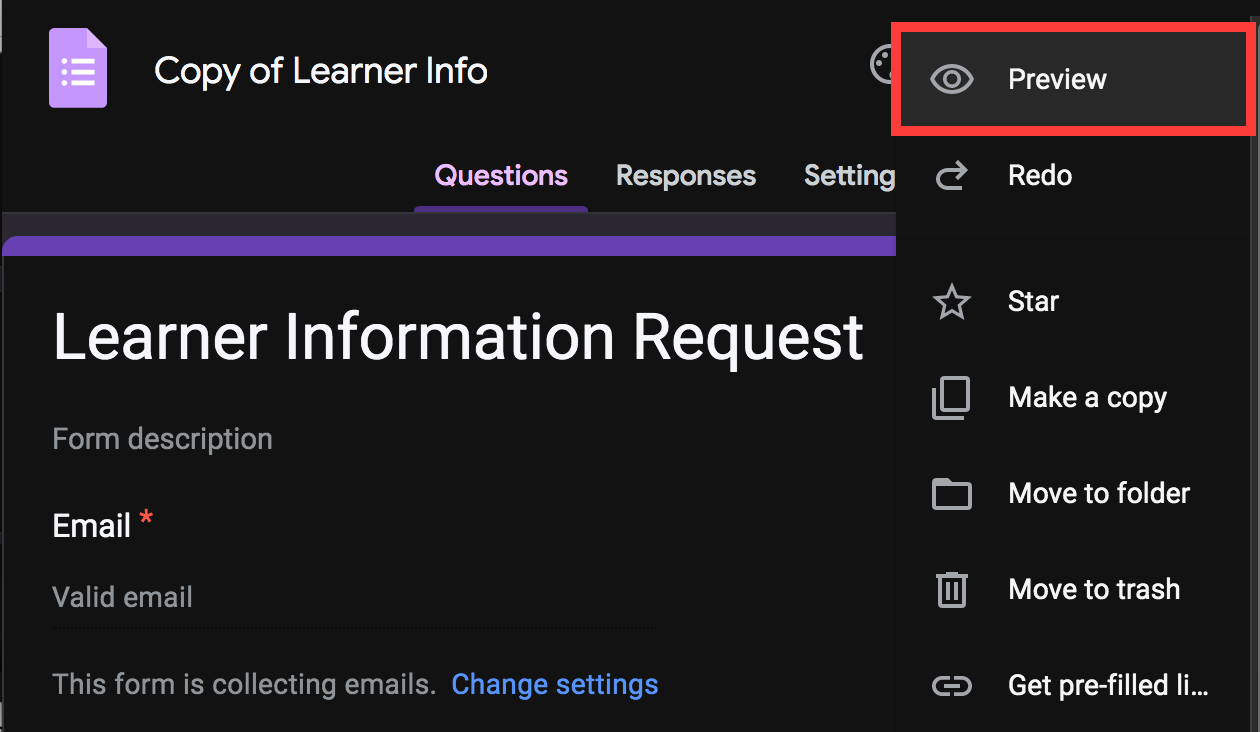 Copy of Learner Info
Preview
Questions Responses Setting
Redo
Learner Information Request
Star
Make a copy
Form description
Move to folder
Email *
Valid email
Move to trash
This form is collecting emails. Change settings
Get pre-filled li...